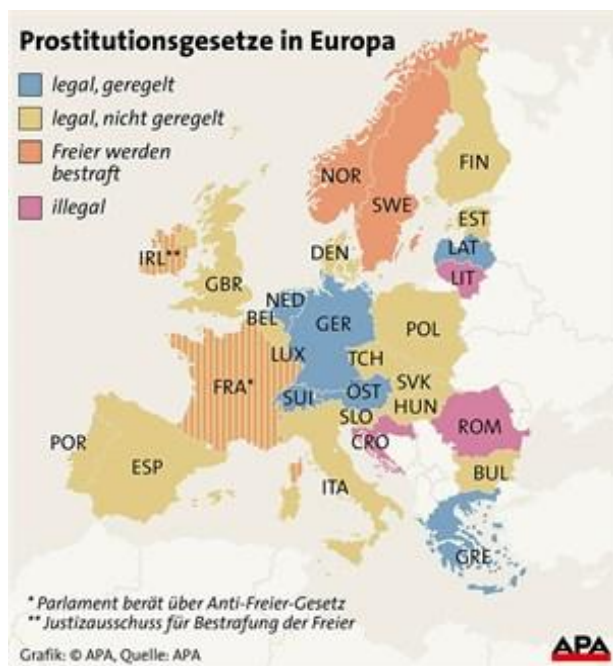 Prostitutionsgesetze in Europa
legal, geregelt
legal, nicht geregelt
Freier werden
bestraft
illegal
NOR
FIN
SWE
EST
LAT
LIT
IRL**
DEN
GBR
NED
BEL
GER
POL
LUX
TCH
FRA*
SUI
ÖST
SVK
HUN
SLO
CRO
ROM
POR
ESP
ITA
BUL
GRE
* Parlament berät über Anti-Freier-Gesetz
** Justizausschuss für Bestrafung der Freier
Grafik: © APA, Quelle: APA
APA